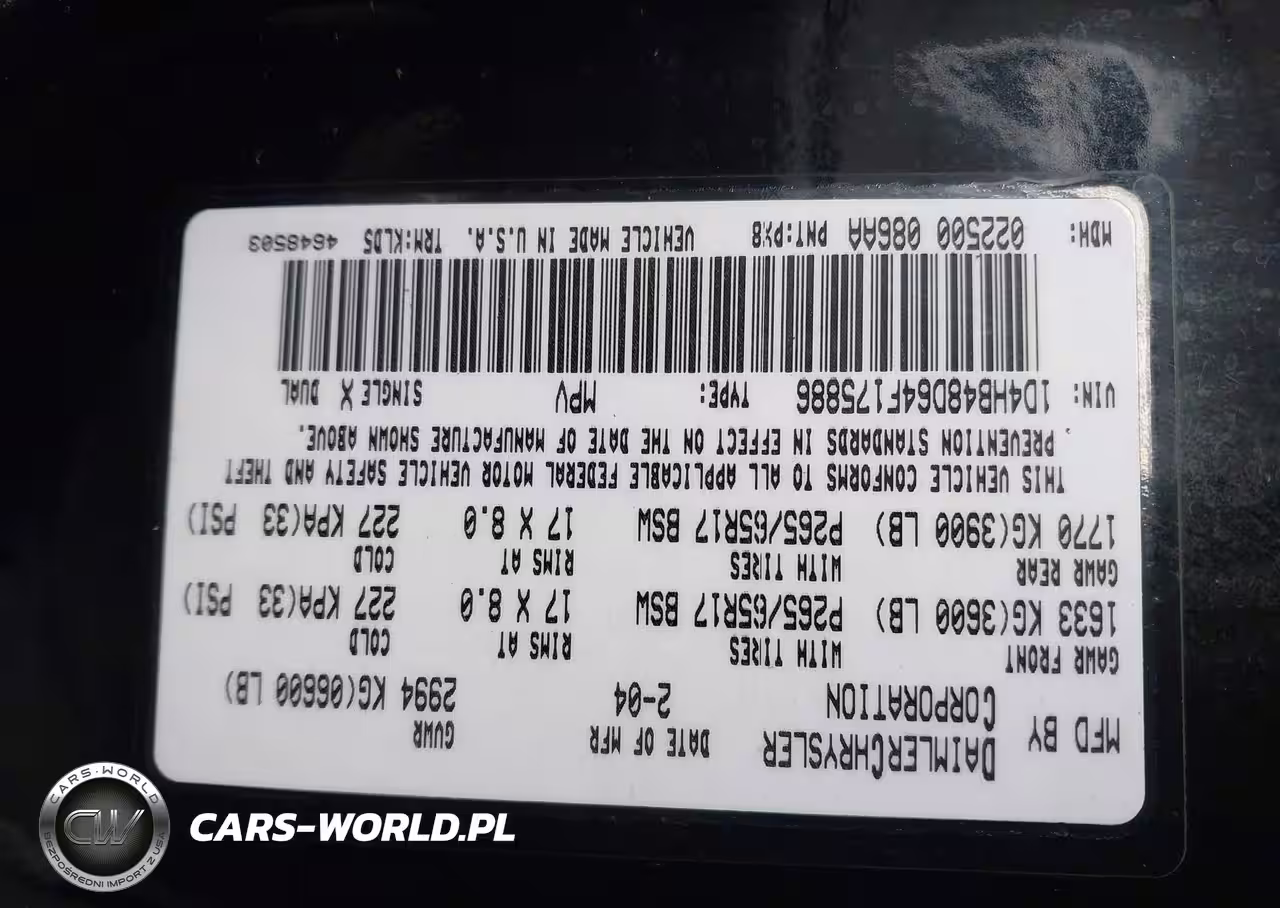 MFD BY DAIMLERCHRYSLER CORPORATION DATE OF MFR 2-04 GVWR 2994 KG(06600 LB)
GAWR FRONT WITH TIRES RIMS AT COLD
1633 KG(3600 LB) P265/65R17 BSW 17 X 8.0 227 KPA(33 PSI)
GAWR REAR WITH TIRES RIMS AT COLD
1770 KG(3900 LB) P265/65R17 BSW 17 X 8.0 227 KPA(33 PSI)
THIS VEHICLE CONFORMS TO ALL APPLICABLE FEDERAL MOTOR VEHICLE SAFETY AND THEFT
PREVENTION STANDARDS IN EFFECT ON THE DATE OF MANUFACTURE SHOWN ABOVE.
VIN: 1D4HB48D64F175886 TYPE: MPV SINGLE X DUAL
MDH: 022500 086AA PNT:PX8 VEHICLE MADE IN U.S.A. TRM:KLDS 4648503
CARS-WORLD
CW
BEZPOŚREDNI IMPORT Z USA
CARS-WORLD.PL